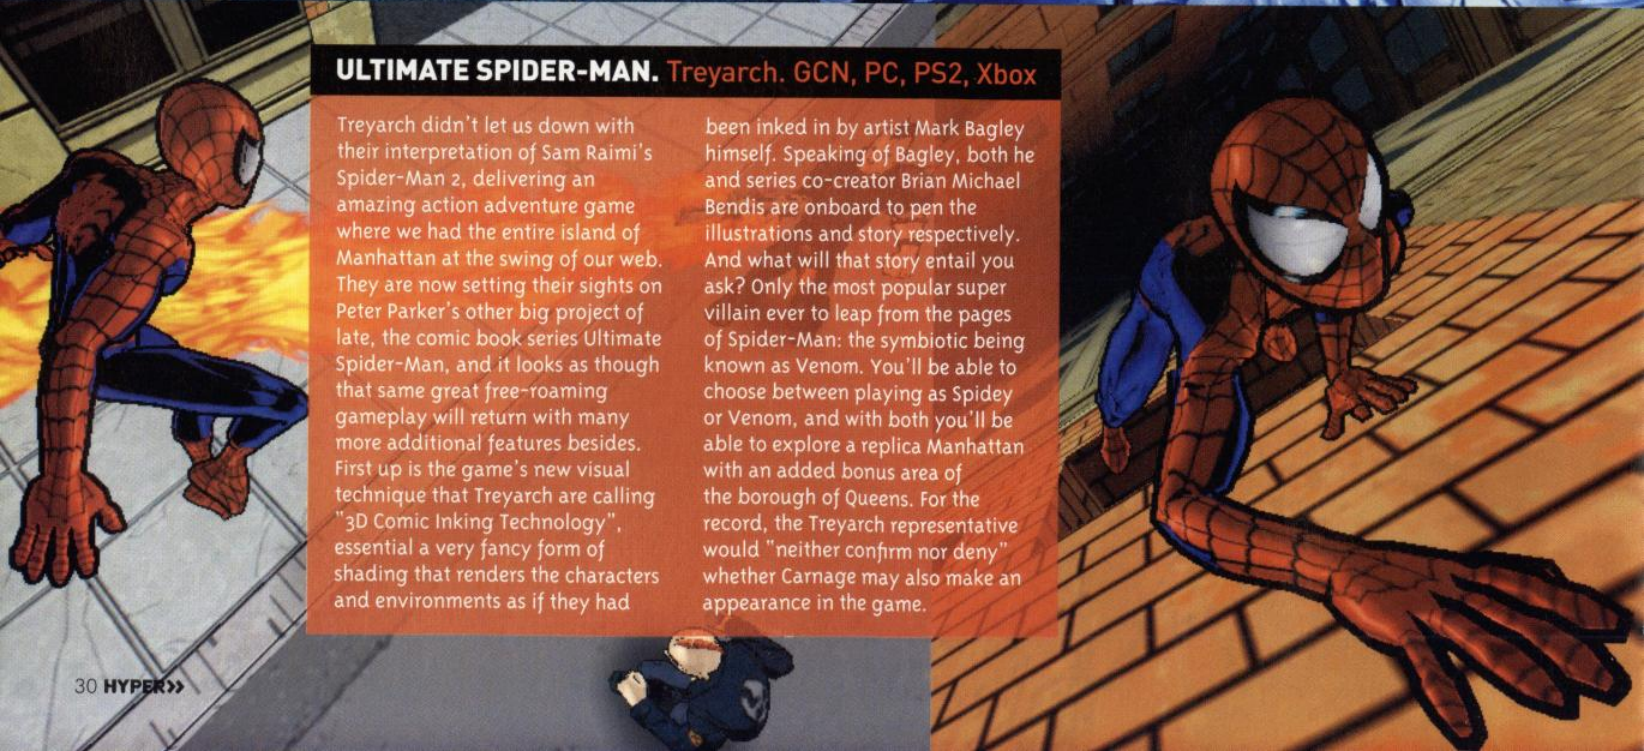 ULTIMATE SPIDER-MAN. Treyarch. GCN, PC, PS2, Xbox
Treyarch didn't let us down with
their interpretation of Sam Raimi's
Spider-Man 2, delivering an
amazing action adventure game
where we had the entire island of
Manhattan at the swing of our web.
They are now setting their sights on
Peter Parker's other big project of
late, the comic book series Ultimate
Spider-Man, and it looks as though
that same great free-roaming
gameplay will return with many
more additional features besides.
First up is the game's new visual
technique that Treyarch are calling
"3D Comic Inking Technology",
essential a very fancy form of
shading that renders the characters
and environments as if they had
been inked in by artist Mark Bagley
himself. Speaking of Bagley, both he
and series co-creator Brian Michael
Bendis are onboard to pen the
illustrations and story respectively.
And what will that story entail you
ask? Only the most popular super
villain ever to leap from the pages
of Spider-Man: the symbiotic being
known as Venom. You'll be able to
choose between playing as Spidey
or Venom, and with both you'll be
able to explore a replica Manhattan
with an added bonus area of
the borough of Queens. For the
record, the Treyarch representative
would "neither confirm nor deny"
whether Carnage may also make an
appearance in the game.
30 HYPER>>